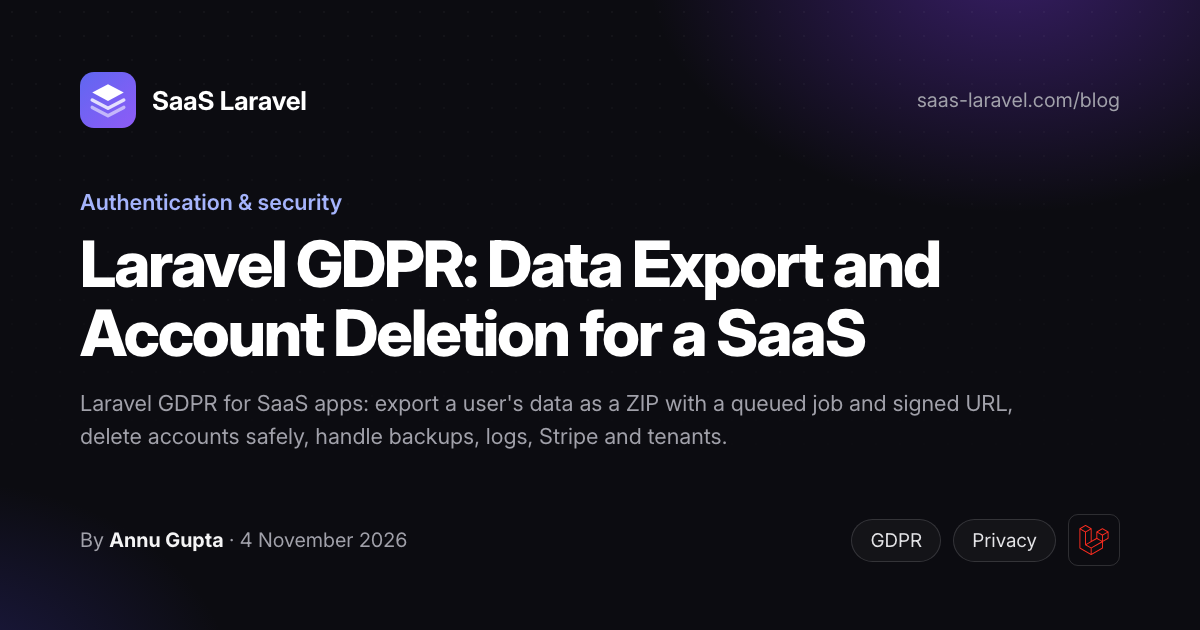 SaaS Laravel
saas-laravel.com/blog
Authentication & security
Laravel GDPR: Data Export and
Account Deletion for a SaaS
Laravel GDPR for SaaS apps: export a user's data as a ZIP with a queued job and signed URL,
delete accounts safely, handle backups, logs, Stripe and tenants.
By Annu Gupta · 4 November 2026
GDPR
Privacy